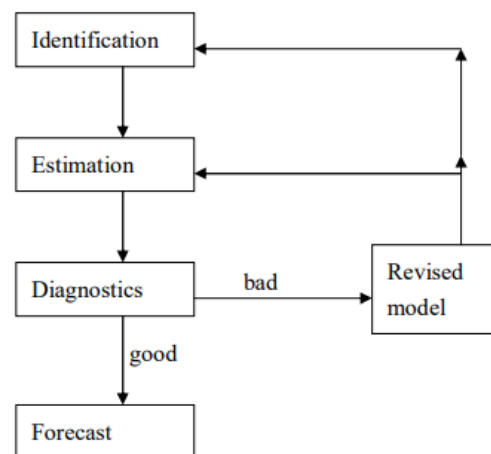 Identification
Estimation
Diagnostics
bad
Revised
model
good
Forecast